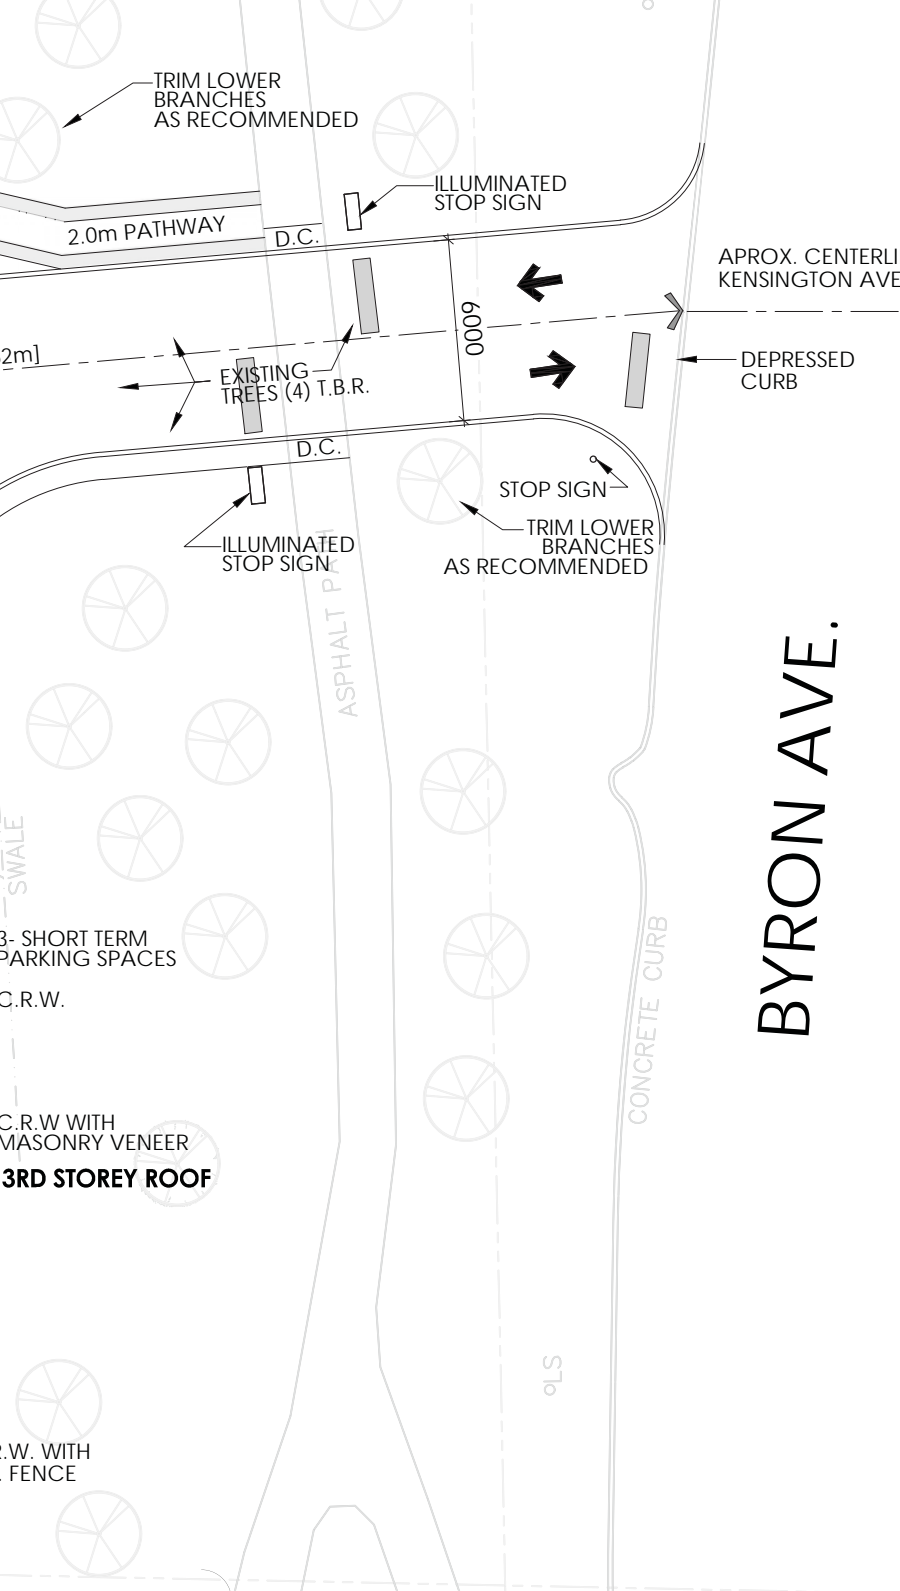 TRIM LOWER
BRANCHES
AS RECOMMENDED
ILLUMINATED
STOP SIGN
2.0m PATHWAY
D.C.
APROX. CENTERLI
KENSINGTON AVE
6000
2m]
EXISTING
TREES (4) T.B.R.
DEPRESSED
CURB
D.C.
STOP SIGN
TRIM LOWER
BRANCHES
AS RECOMMENDED
ILLUMINATED
STOP SIGN
ASPHALT PATH
BYRON AVE.
SWALE
3- SHORT TERM
PARKING SPACES
C.R.W.
CONCRETE CURB
C.R.W WITH
MASONRY VENEER
3RD STOREY ROOF
LS
.W. WITH
. FENCE